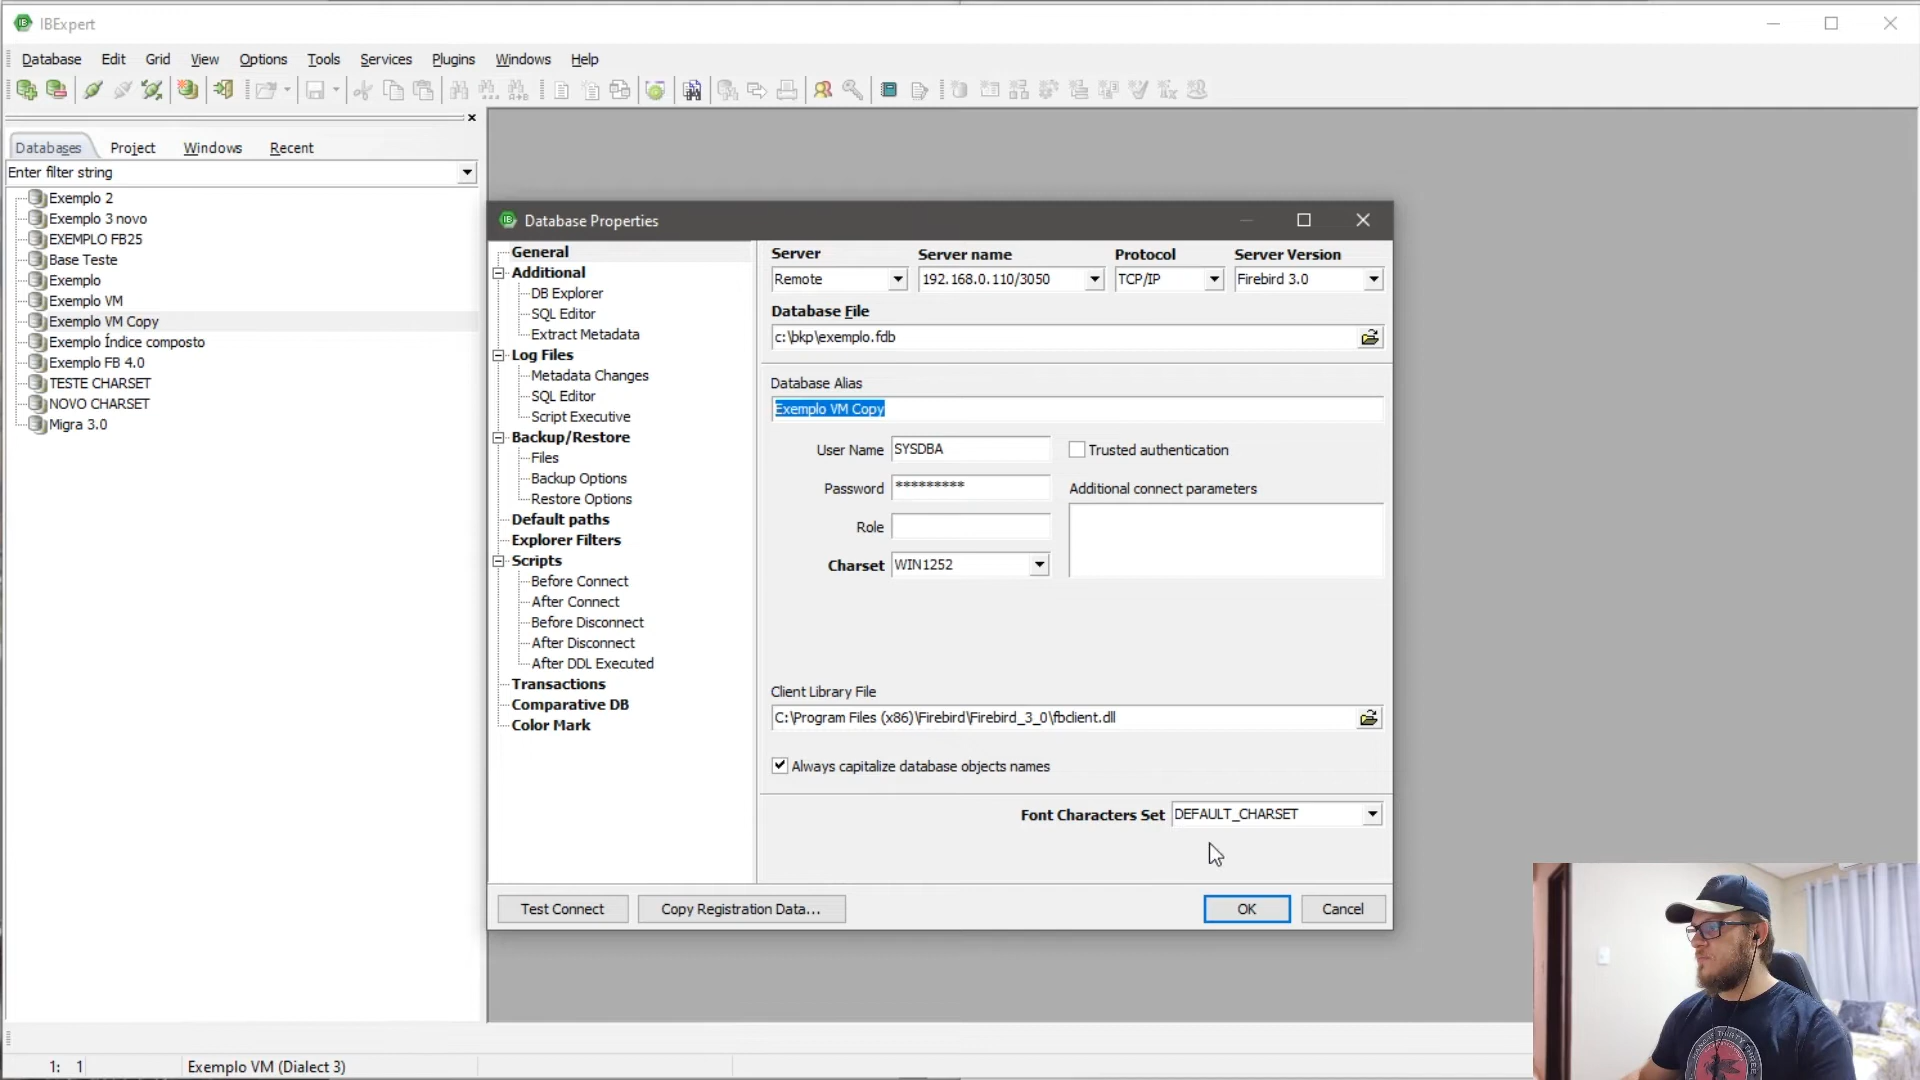 IBExpert
Database Edit Grid View Options Tools Services Plugins Windows Help
Databases Project Windows Recent
Enter filter string
Exemplo 2
Exemplo 3 novo
EXEMPLO FB25
Base Teste
Exemplo
Exemplo VM
Exemplo VM Copy
Exemplo Índice composto
Exemplo FB 4.0
TESTE CHARSET
NOVO CHARSET
Migra 3.0
Database Properties
General
Additional
DB Explorer
SQL Editor
Extract Metadata
Log Files
Metadata Changes
SQL Editor
Script Executive
Backup/Restore
Files
Backup Options
Restore Options
Default paths
Explorer Filters
Scripts
Before Connect
After Connect
Before Disconnect
After Disconnect
After DDL Executed
Transactions
Comparative DB
Color Mark
Server Server name Protocol Server Version
Remote 192.168.0.110/3050 TCP/IP Firebird 3.0
Database File
c:\bkp\exemplo.fdb
Database Alias
Exemplo VM Copy
User Name SYSDBA Trusted authentication
Password ********* Additional connect parameters
Role
Charset WIN1252
Client Library File
C:\Program Files (x86)\Firebird\Firebird_3_0\fbclient.dll
Always capitalize database objects names
Font Characters Set DEFAULT_CHARSET
Test Connect Copy Registration Data... OK Cancel
1: 1 Exemplo VM (Dialect 3)